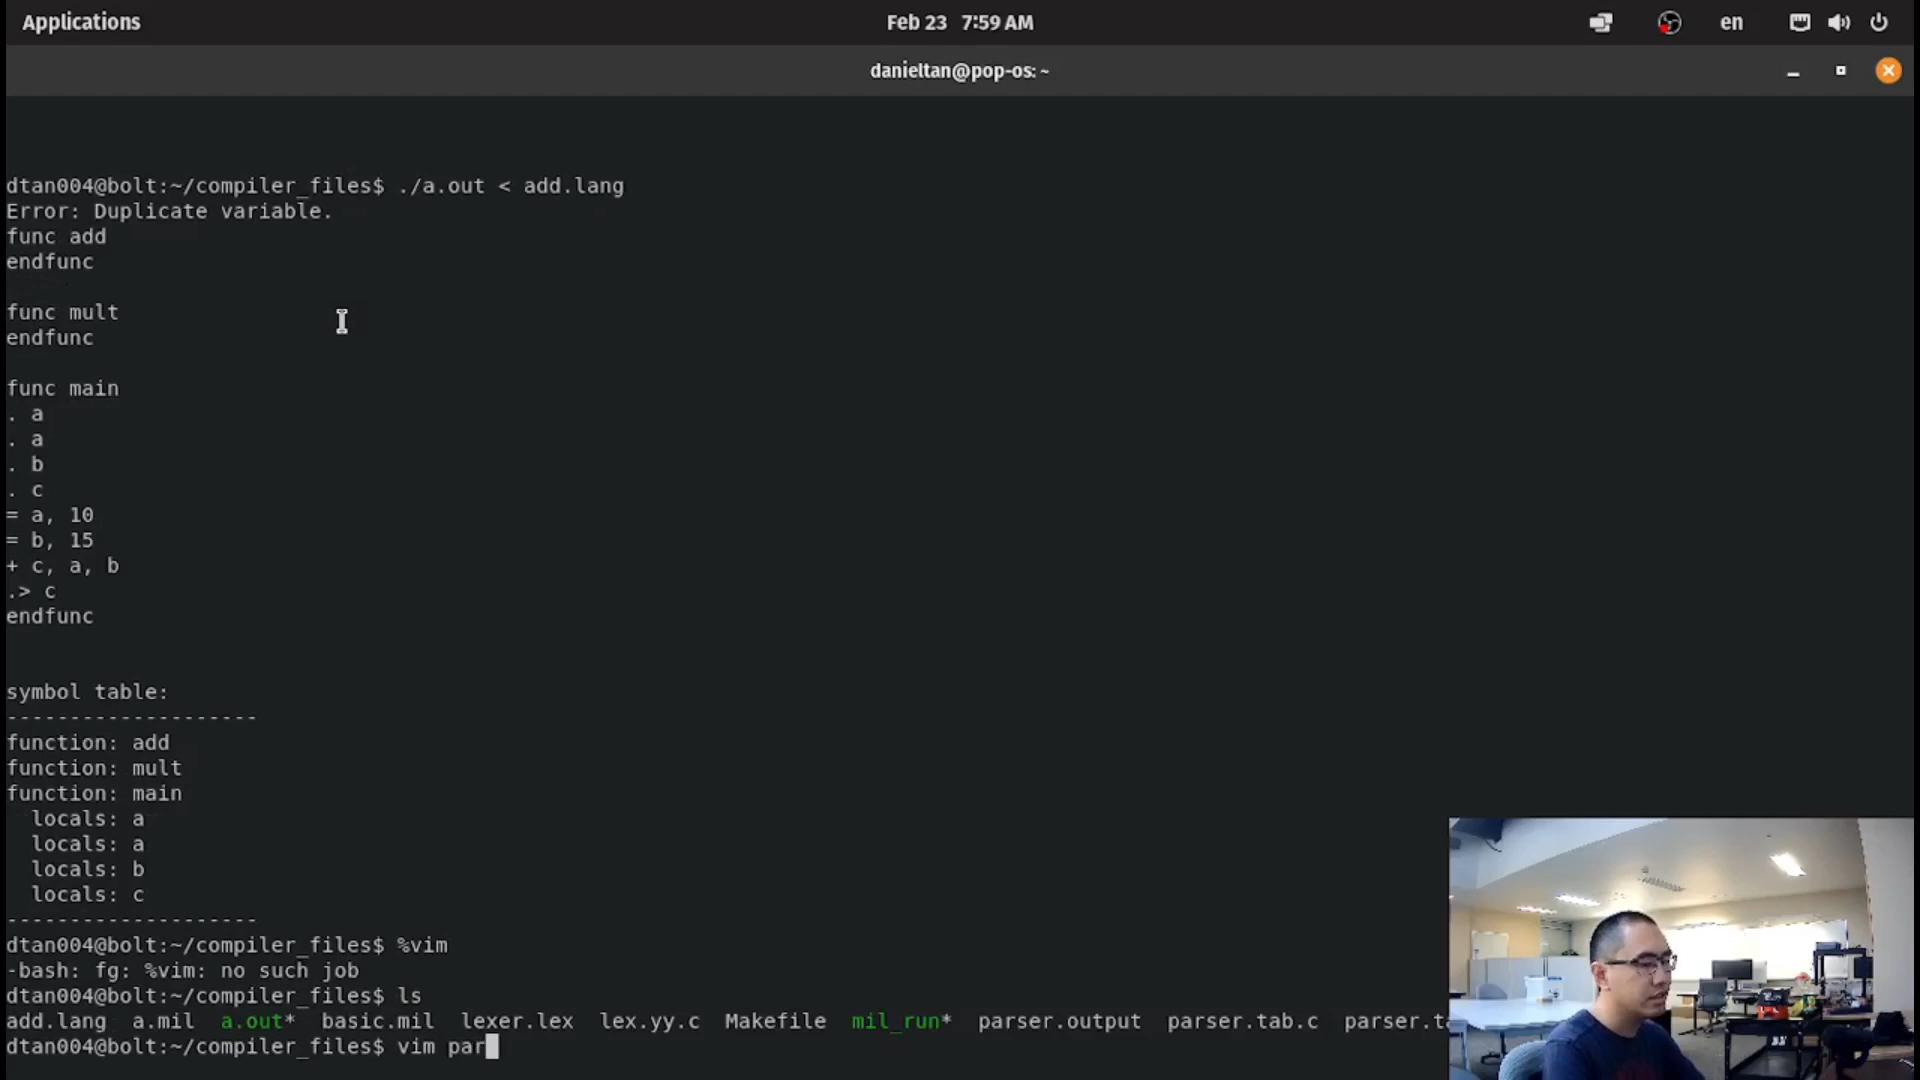 Applications
Feb 23 7:59 AM
en
danieltan@pop-os: ~
dtan004@bolt:~/compiler_files$ ./a.out < add.lang
Error: Duplicate variable.
func add
endfunc
func mult
endfunc
func main
. a
. a
. b
. c
= a, 10
= b, 15
+ c, a, b
.> c
endfunc
symbol table:
--------------------
function: add
function: mult
function: main
locals: a
locals: a
locals: b
locals: c
--------------------
dtan004@bolt:~/compiler_files$ %vim
-bash: fg: %vim: no such job
dtan004@bolt:~/compiler_files$ ls
add.lang a.mil a.out* basic.mil lexer.lex lex.yy.c Makefile mil_run* parser.output parser.tab.c parser.ta
dtan004@bolt:~/compiler_files$ vim par